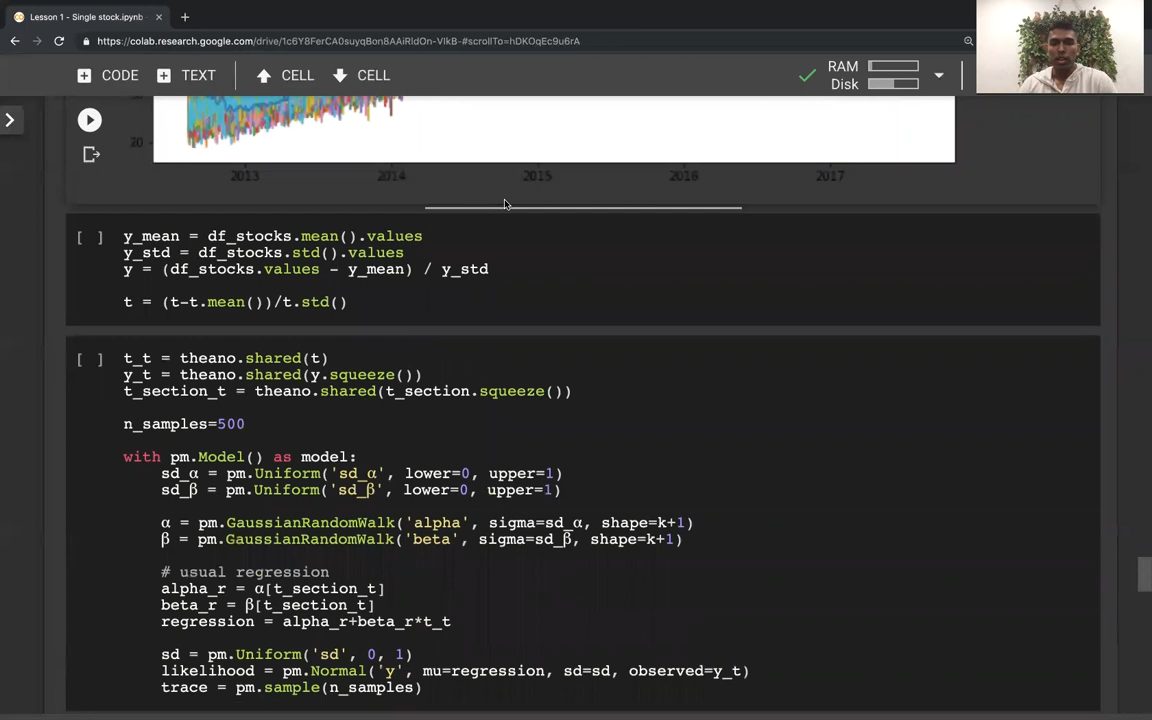 Lesson 1 - Single stock.ipynb
https://colab.research.google.com/drive/1c6Y8FerCA0suyqBon8AAiRldOn-VIkB-#scrollTo=hDKOqEc9u6rA
CODE TEXT CELL CELL
RAM
Disk
20
2013 2014 2015 2016 2017
[ ] y_mean = df_stocks.mean().values
y_std = df_stocks.std().values
y = (df_stocks.values - y_mean) / y_std
t = (t-t.mean())/t.std()
[ ] t_t = theano.shared(t)
y_t = theano.shared(y.squeeze())
t_section_t = theano.shared(t_section.squeeze())
n_samples=500
with pm.Model() as model:
sd_α = pm.Uniform('sd_α', lower=0, upper=1)
sd_β = pm.Uniform('sd_β', lower=0, upper=1)
α = pm.GaussianRandomWalk('alpha', sigma=sd_α, shape=k+1)
β = pm.GaussianRandomWalk('beta', sigma=sd_β, shape=k+1)
# usual regression
alpha_r = α[t_section_t]
beta_r = β[t_section_t]
regression = alpha_r+beta_r*t_t
sd = pm.Uniform('sd', 0, 1)
likelihood = pm.Normal('y', mu=regression, sd=sd, observed=y_t)
trace = pm.sample(n_samples)